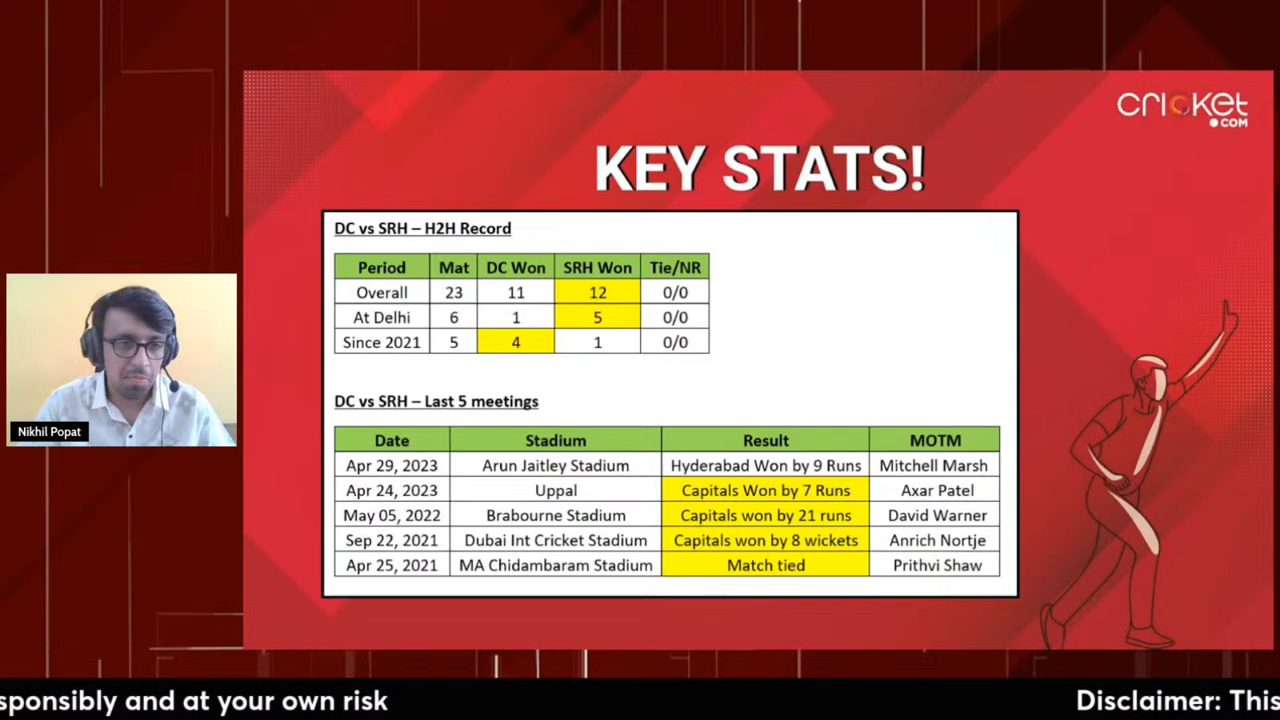 cricket
.COM
KEY STATS!
DC vs SRH – H2H Record
Period Mat DC Won SRH Won Tie/NR
Overall 23 11 12 0/0
At Delhi 6 1 5 0/0
Since 2021 5 4 1 0/0
DC vs SRH – Last 5 meetings
Date Stadium Result MOTM
Apr 29, 2023 Arun Jaitley Stadium Hyderabad Won by 9 Runs Mitchell Marsh
Apr 24, 2023 Uppal Capitals Won by 7 Runs Axar Patel
May 05, 2022 Brabourne Stadium Capitals won by 21 runs David Warner
Sep 22, 2021 Dubai Int Cricket Stadium Capitals won by 8 wickets Anrich Nortje
Apr 25, 2021 MA Chidambaram Stadium Match tied Prithvi Shaw
Nikhil Popat
sponsibly and at your own risk Disclaimer: This